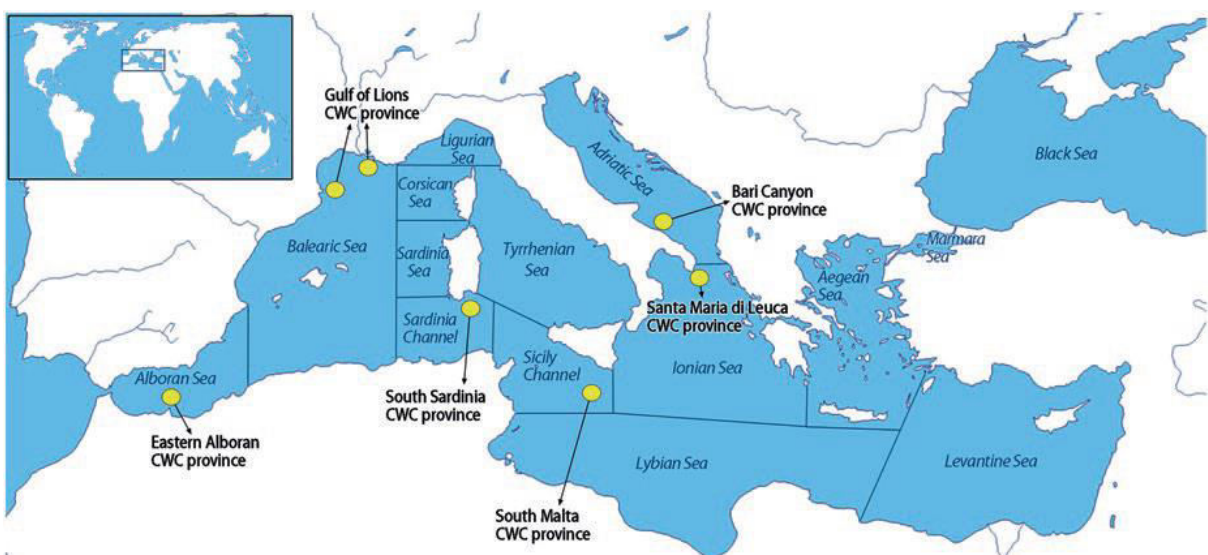 Gulf of Lions
CWC province
Ligurian
Sea
Corsican
Sea
Adriatic Sea
Black Sea
Bari Canyon
CWC province
Balearic Sea
Sardinia
Sea
Tyrrhenian
Sea
Marmara
Sea
Aegean
Sea
Santa Maria di Leuca
CWC province
Sardinia
Channel
Sicily
Channel
Ionian Sea
Alboran Sea
South Sardinia
CWC province
Eastern Alboran
CWC province
Lybian Sea
Levantine Sea
South Malta
CWC province